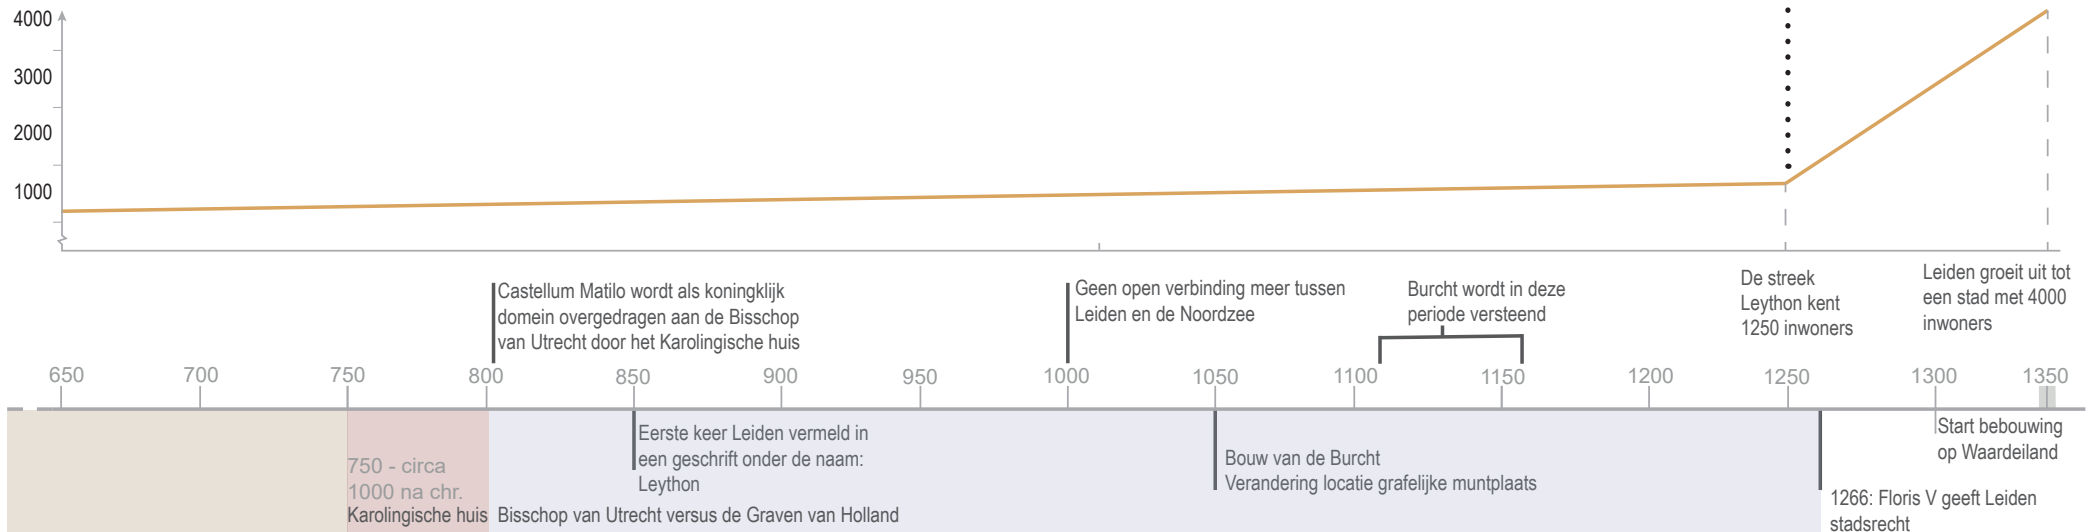 4000
3000
2000
1000
Castellum Matilo wordt als koningklijk
domein overgedragen aan de Bisschop
van Utrecht door het Karolingische huis
Geen open verbinding meer tussen
Leiden en de Noordzee
Burcht wordt in deze
periode versteend
De streek
Leython kent
1250 inwoners
Leiden groeit uit tot
een stad met 4000
inwoners
650 700 750 800 850 900 950 1000 1050 1100 1150 1200 1250 1300 1350
750 - circa
1000 na chr.
Karolingische huis
Eerste keer Leiden vermeld in
een geschrift onder de naam:
Leython
Bisschop van Utrecht versus de Graven van Holland
Bouw van de Burcht
Verandering locatie grafelijke muntplaats
1266: Floris V geeft Leiden
stadsrecht
Start bebouwing
op Waardeiland